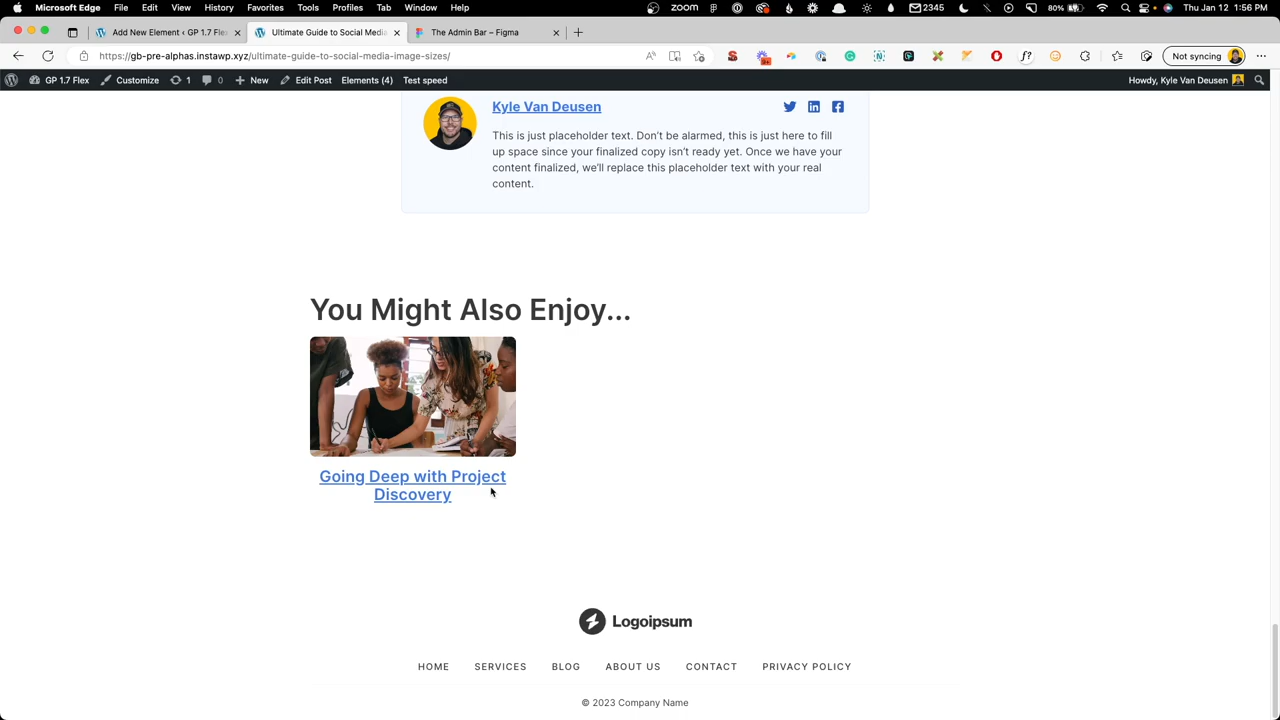 Microsoft Edge File Edit View History Favorites Tools Profiles Tab Window Help zoom 2345 80% Thu Jan 12 1:56 PM
Add New Element ‹ GP 1.7 Flex
Ultimate Guide to Social Media
The Admin Bar – Figma
https://gb-pre-alphas.instawp.xyz/ultimate-guide-to-social-media-image-sizes/
Not syncing
GP 1.7 Flex Customize 1 0 New Edit Post Elements (4) Test speed Howdy, Kyle Van Deusen
Kyle Van Deusen
This is just placeholder text. Don't be alarmed, this is just here to fill
up space since your finalized copy isn't ready yet. Once we have your
content finalized, we'll replace this placeholder text with your real
content.
You Might Also Enjoy...
Going Deep with Project
Discovery
Logoipsum
HOME SERVICES BLOG ABOUT US CONTACT PRIVACY POLICY
© 2023 Company Name